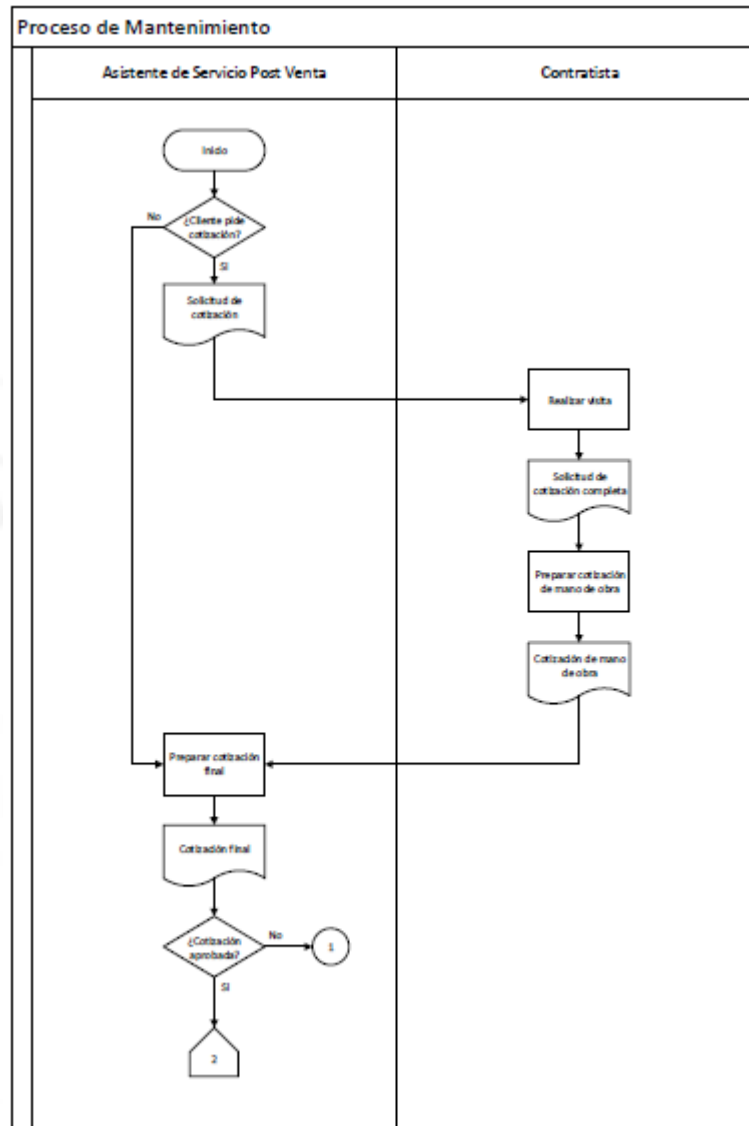 Proceso de Mantenimiento
Asistente de Servicio Post Venta
Contratista
Inicio
No
¿Cliente pide
cotización?
Si
Solicitud de
cotización
Realizar visita
Solicitud de
cotización completa
Preparar cotización
de mano de obra
Cotización de mano
de obra
Preparar cotización
final
Cotización final
¿Cotización
aprobada?
No
1
Si
2